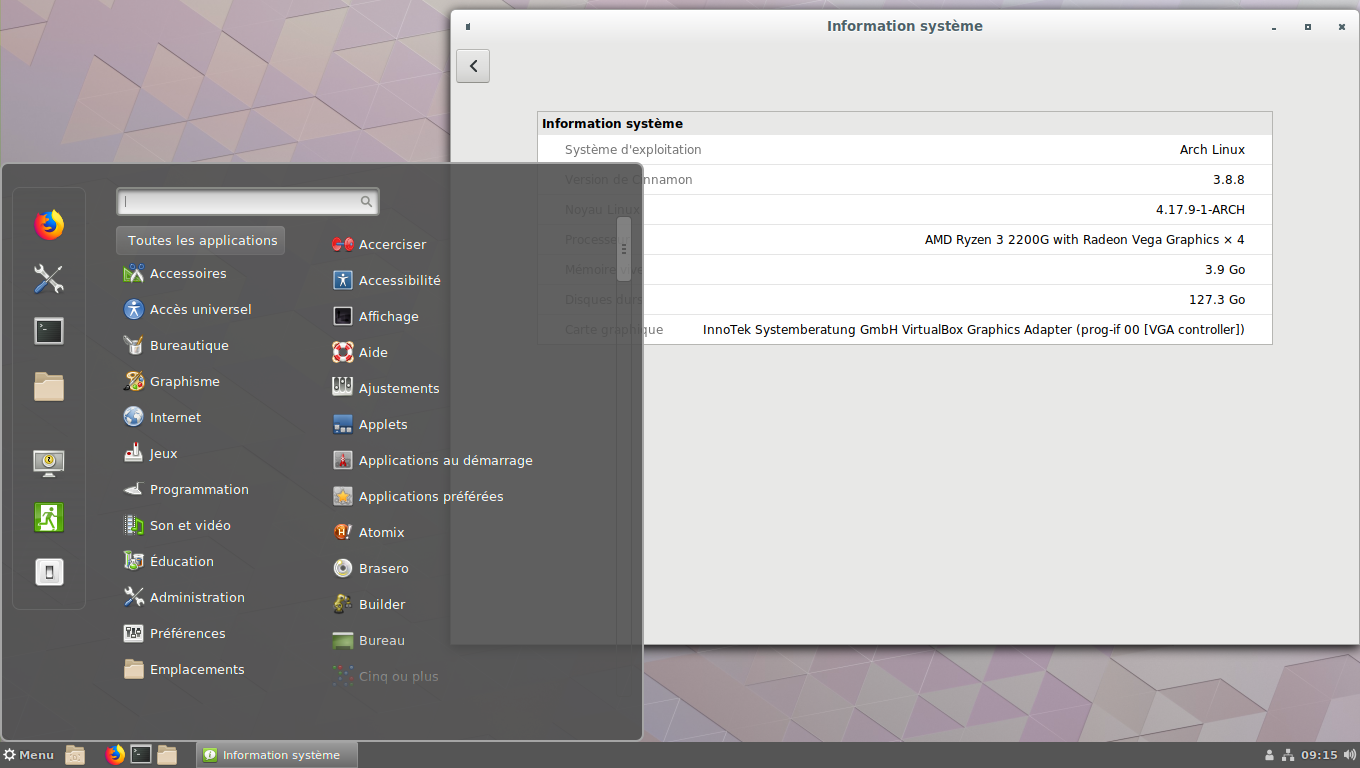 Information système
Information système
Système d'exploitation Arch Linux
Version de Cinnamon 3.8.8
Noyau Linux 4.17.9-1-ARCH
Processeur AMD Ryzen 3 2200G with Radeon Vega Graphics × 4
Mémoire vive 3.9 Go
Disques durs 127.3 Go
Carte graphique InnoTek Systemberatung GmbH VirtualBox Graphics Adapter (prog-if 00 [VGA controller])
Toutes les applications
Accessoires
Accès universel
Bureautique
Graphisme
Internet
Jeux
Programmation
Son et vidéo
Éducation
Administration
Préférences
Emplacements
Accerciser
Accessibilité
Affichage
Aide
Ajustements
Applets
Applications au démarrage
Applications préférées
Atomix
Brasero
Builder
Bureau
Cinq ou plus
Menu
Information système
09:15